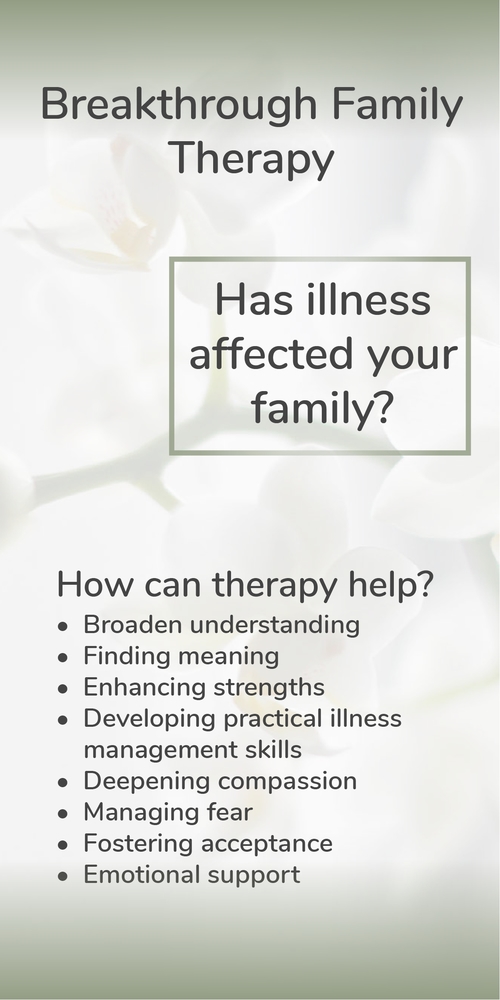 Breakthrough Family
Therapy
Has illness
affected your
family?
How can therapy help?
• Broaden understanding
• Finding meaning
• Enhancing strengths
• Developing practical illness
management skills
• Deepening compassion
• Managing fear
• Fostering acceptance
• Emotional support